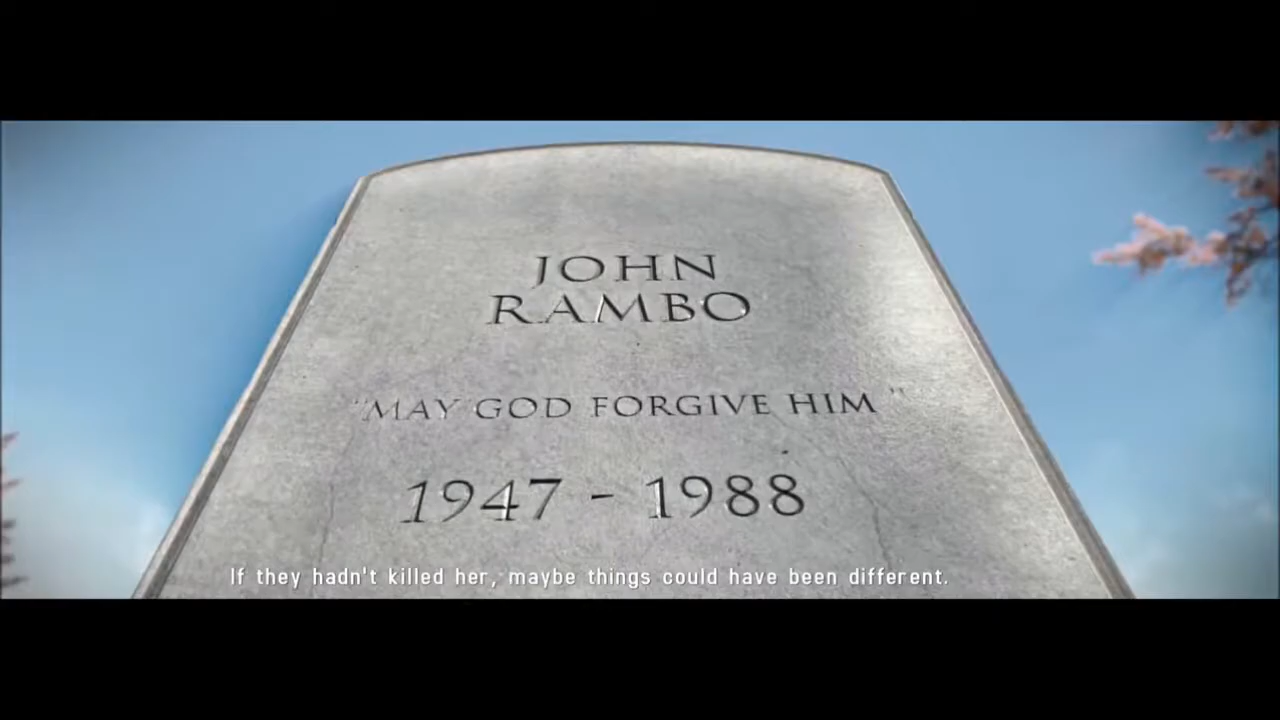 JOHN
RAMBO
"MAY GOD FORGIVE HIM"
1947 - 1988
If they hadn't killed her, maybe things could have been different.